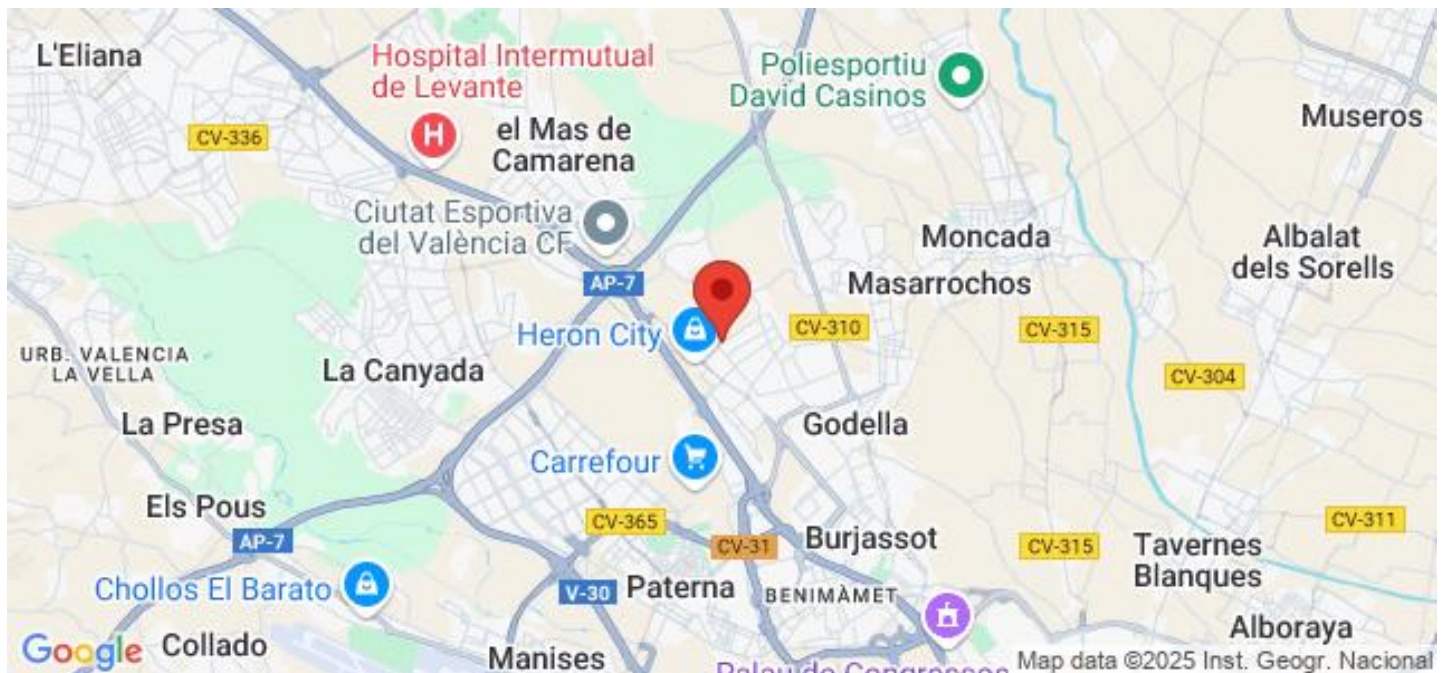 L'Eliana
Hospital Intermutual
de Levante
Poliesportiu
David Casinos
Museros
CV-336
el Mas de
Camarena
Ciutat Esportiva
del València CF
Moncada
Albalat
dels Sorells
AP-7
Masarrochos
Heron City
CV-310
CV-315
URB. VALENCIA
LA VELLA
La Canyada
CV-304
La Presa
Godella
Carrefour
Els Pous
CV-365
CV-311
AP-7
CV-31
Burjassot
CV-315
Tavernes
Blanques
Chollos El Barato
V-30
Paterna
BENIMÀMET
Alboraya
Google
Collado
Manises
Palau de Congressos
Map data ©2025 Inst. Geogr. Nacional